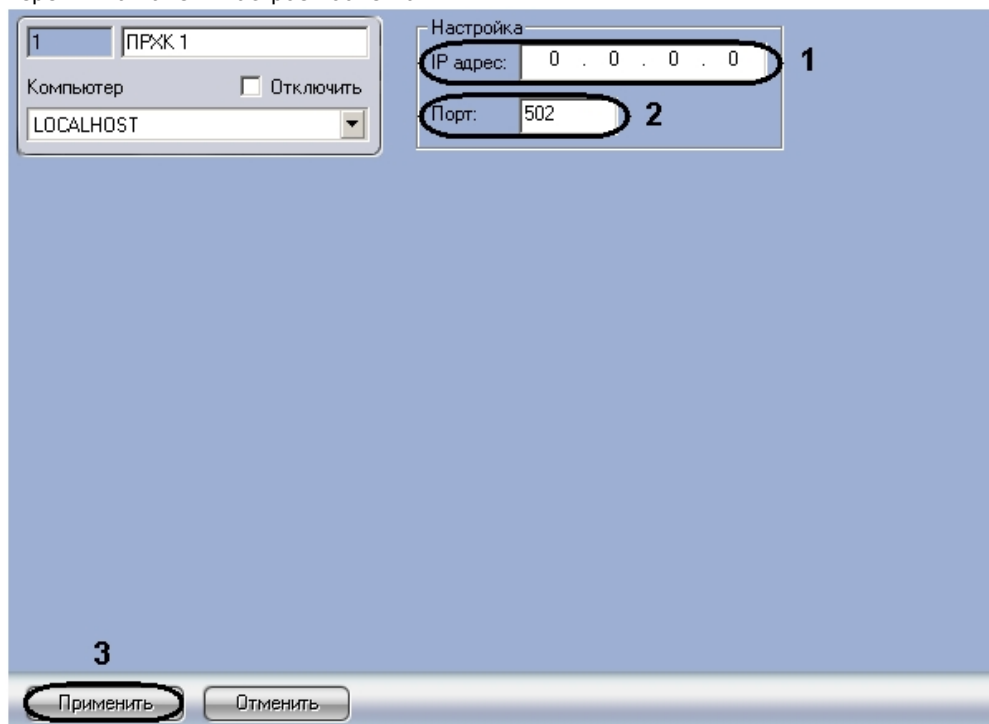 1 ПРХК 1
Компьютер Отключить
LOCALHOST
Настройка
IP адрес: 0 . 0 . 0 . 0 1
Порт: 502 2
3
Применить Отменить